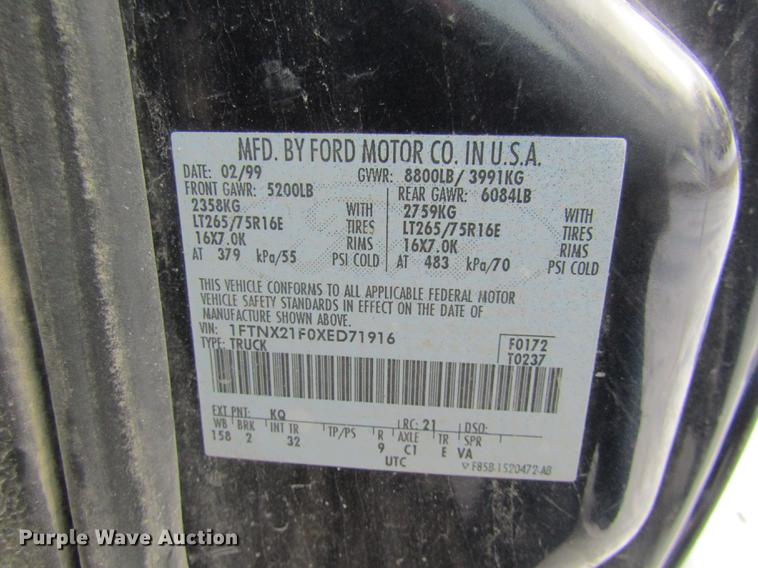 MFD. BY FORD MOTOR CO. IN U.S.A.
DATE: 02/99 GVWR: 8800LB/ 3991KG
FRONT GAWR: 5200LB REAR GAWR: 6084LB
2358KG WITH 2759KG WITH
LT265/75R16E TIRES LT265/75R16E TIRES
16X7.0K RIMS 16X7.0K RIMS
AT 379 kPa/55 PSI COLD AT 483 kPa/70 PSI COLD
THIS VEHICLE CONFORMS TO ALL APPLICABLE FEDERAL MOTOR
VEHICLE SAFETY STANDARDS IN EFFECT ON THE DATE OF
MANUFACTURE SHOWN ABOVE.
VIN: 1FTNX21F0XED71916 F0172
TYPE: TRUCK T0237
EXT PNT: KQ RC: 21 DSO:
WB BRK INT TR TP/PS R AXLE TR SPR
158 2 32 9 C1 E VA
UTC F85B-1520472-AB
Purple Wave Auction